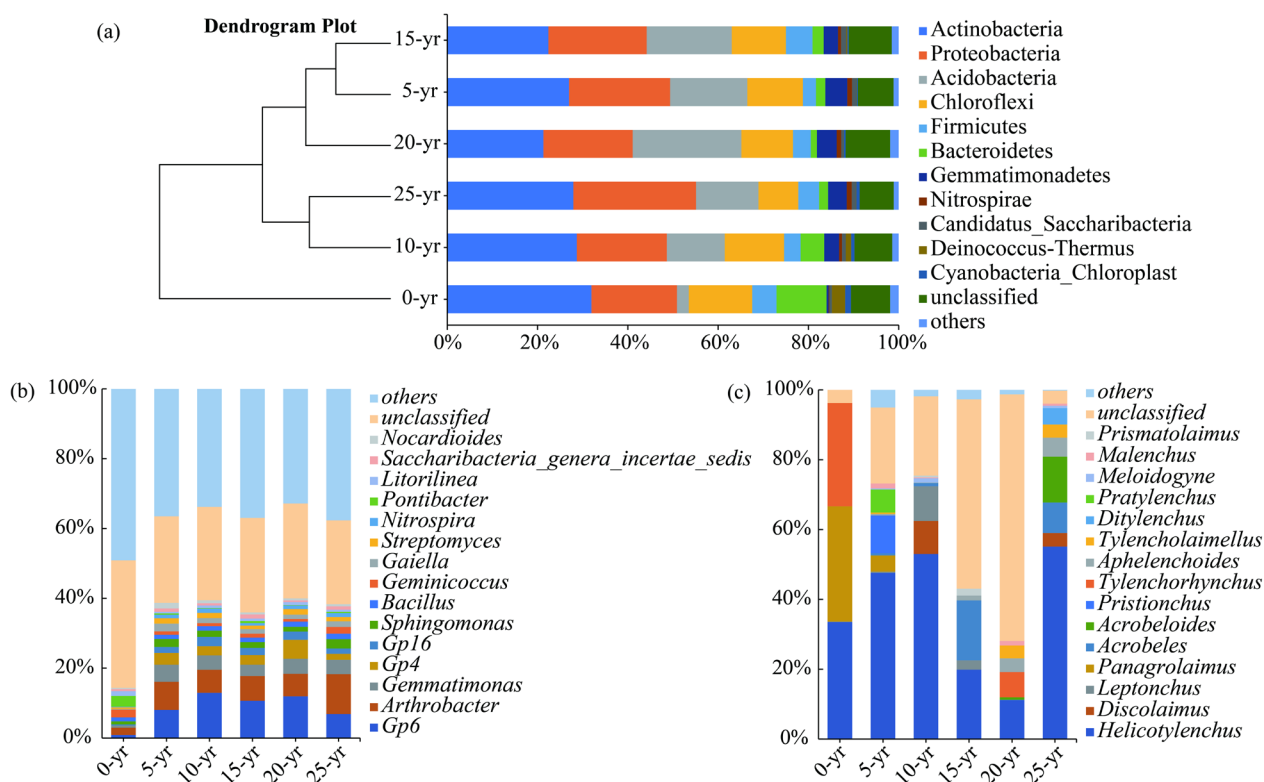 (a)
Dendrogram Plot
15-yr
5-yr
20-yr
25-yr
10-yr
0-yr
0%
20%
40%
60%
80%
100%
Actinobacteria
Proteobacteria
Acidobacteria
Chloroflexi
Firmicutes
Bacteroidetes
Gemmatimonadetes
Nitrospirae
Candidatus_Saccharibacteria
Deinococcus-Thermus
Cyanobacteria_Chloroplast
unclassified
others
(b)
100%
80%
60%
40%
20%
0%
0-yr
5-yr
10-yr
15-yr
20-yr
25-yr
others
unclassified
Nocardioides
Saccharibacteria_genera_incertae_sedis
Litorilinea
Pontibacter
Nitrospira
Streptomyces
Gaiella
Geminicoccus
Bacillus
Sphingomonas
Gp16
Gp4
Gemmatimonas
Arthrobacter
Gp6
(c)
100%
80%
60%
40%
20%
0%
0-yr
5-yr
10-yr
15-yr
20-yr
25-yr
others
unclassified
Prismatolaimus
Malenchus
Meloidogyne
Pratylenchus
Ditylenchus
Tylencholaimellus
Aphelenchoides
Tylenchorhynchus
Pristionchus
Acrobeloides
Acrobeles
Panagrolaimus
Leptonchus
Discolaimus
Helicotylenchus